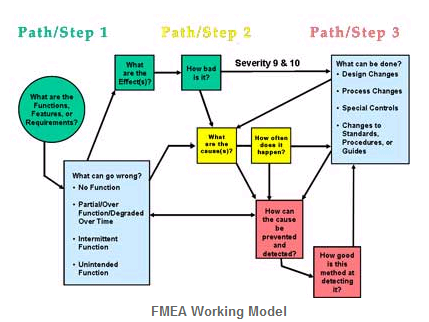 Path/Step 1
Path/Step 2
Path/Step 3
What
are the
Effect(s)?
How bad
is it?
Severity 9 & 10
What can be done?
• Design Changes
• Process Changes
• Special Controls
• Changes to
Standards,
Procedures, or
Guides
What are the
Functions,
Features, or
Requirements?
What
are the
cause(s)?
How often
does it
happen?
What can go wrong?
• No Function
• Partial/Over
Function/Degraded
Over Time
• Intermittent
Function
• Unintended
Function
How can
the cause
be
prevented
and
detected?
How good
is this
method at
detecting
it?
FMEA Working Model